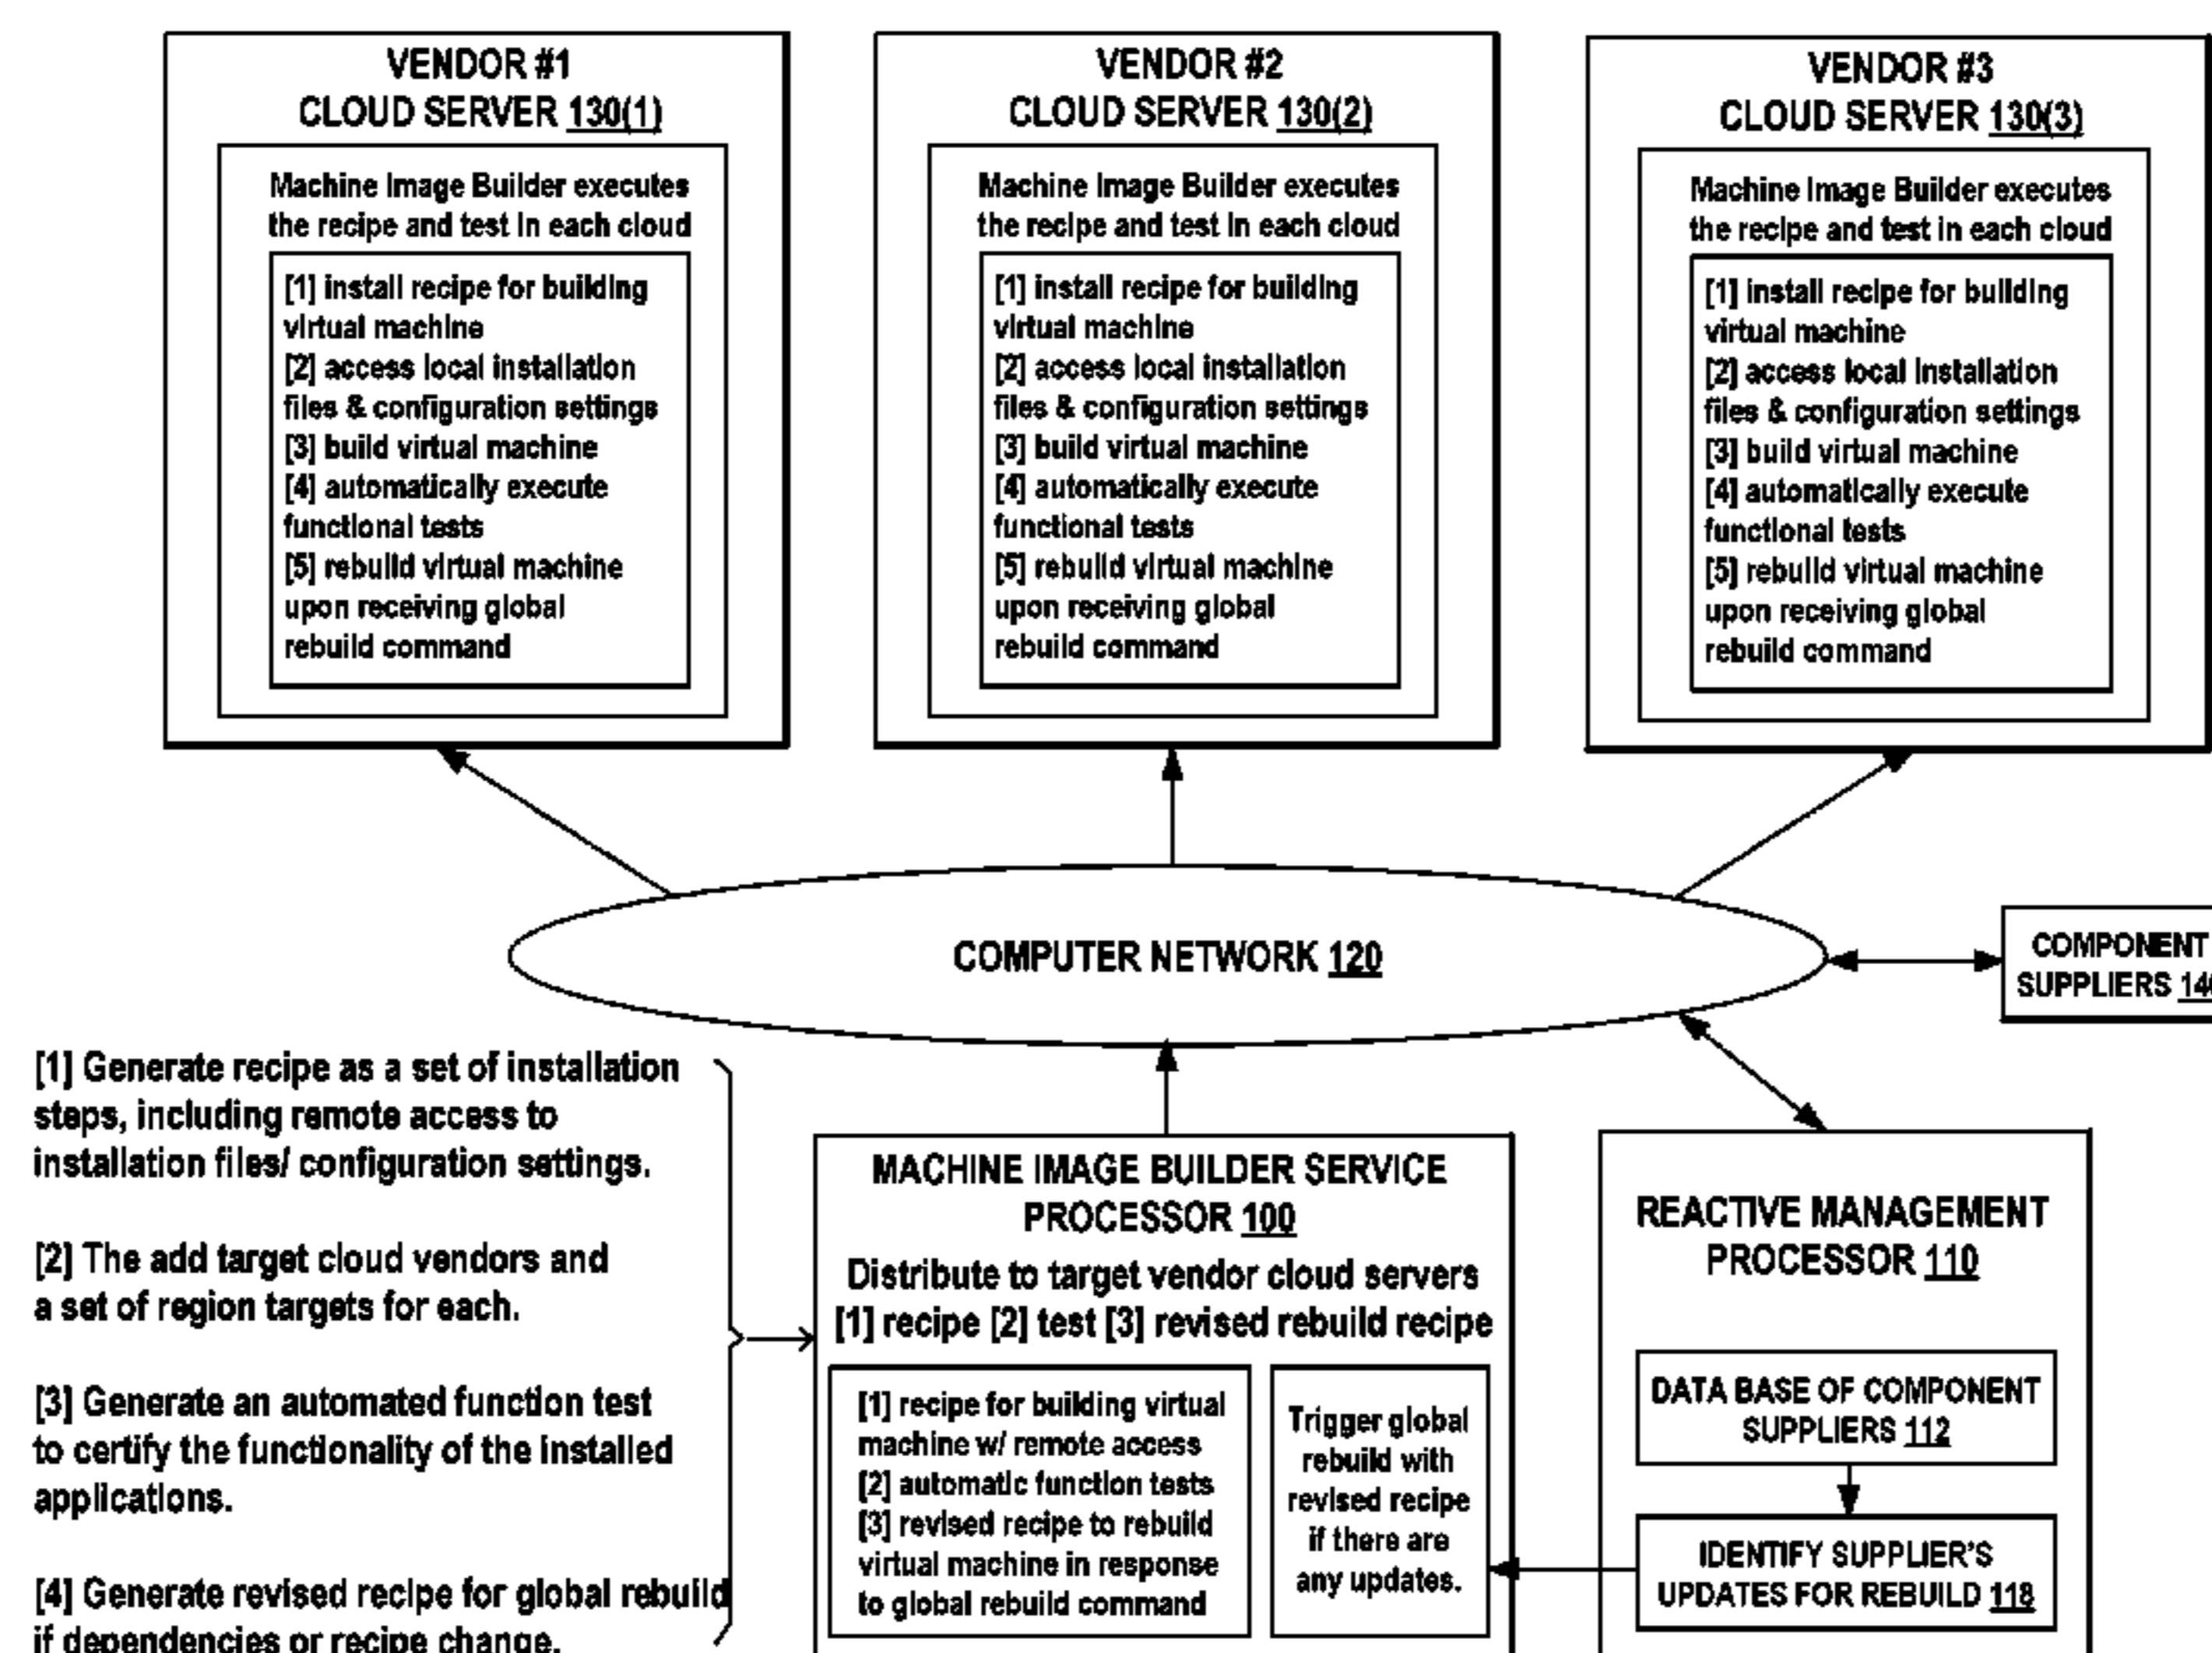 VENDOR #1
CLOUD SERVER 130(1)
Machine Image Builder executes
the recipe and test in each cloud
[1] install recipe for building
virtual machine
[2] access local installation
files & configuration settings
[3] build virtual machine
[4] automatically execute
functional tests
[5] rebuild virtual machine
upon receiving global
rebuild command
VENDOR #2
CLOUD SERVER 130(2)
Machine Image Builder executes
the recipe and test in each cloud
[1] install recipe for building
virtual machine
[2] access local installation
files & configuration settings
[3] build virtual machine
[4] automatically execute
functional tests
[5] rebuild virtual machine
upon receiving global
rebuild command
VENDOR #3
CLOUD SERVER 130(3)
Machine Image Builder executes
the recipe and test in each cloud
[1] install recipe for building
virtual machine
[2] access local installation
files & configuration settings
[3] build virtual machine
[4] automatically execute
functional tests
[5] rebuild virtual machine
upon receiving global
rebuild command
COMPUTER NETWORK 120
COMPONENT
SUPPLIERS
[1] Generate recipe as a set of installation
steps, including remote access to
installation files/ configuration settings.
[2] The add target cloud vendors and
a set of region targets for each.
[3] Generate an automated function test
to certify the functionality of the installed
applications.
[4] Generate revised recipe for global rebuild
if dependencies or recipe change.
MACHINE IMAGE BUILDER SERVICE
PROCESSOR 100
Distribute to target vendor cloud servers
[1] recipe [2] test [3] revised rebuild recipe
[1] recipe for building virtual
machine w/ remote access
[2] automatic function tests
[3] revised recipe to rebuild
virtual machine in response
to global rebuild command
Trigger global
rebuild with
revised recipe
if there are
any updates.
REACTIVE MANAGEMENT
PROCESSOR 110
DATA BASE OF COMPONENT
SUPPLIERS 112
IDENTIFY SUPPLIER'S
UPDATES FOR REBUILD 118